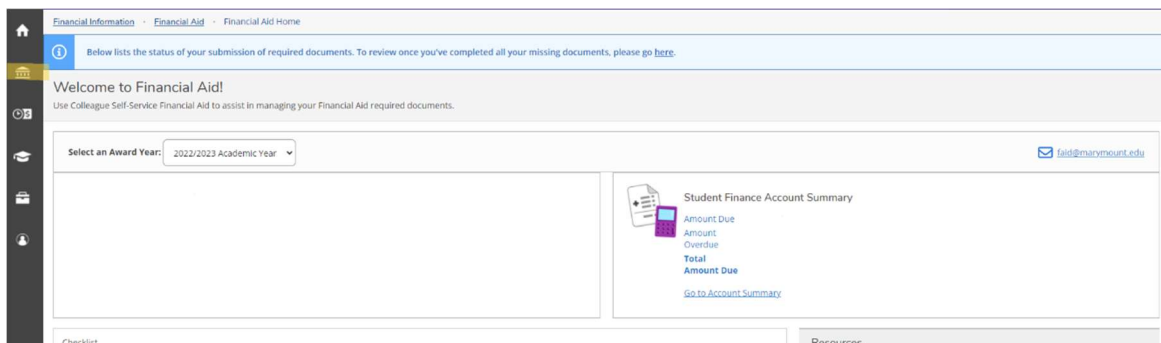 Financial Information · Financial Aid · Financial Aid Home
Below lists the status of your submission of required documents. To review once you've completed all your missing documents, please go here.
Welcome to Financial Aid!
Use Colleague Self-Service Financial Aid to assist in managing your Financial Aid required documents.
Select an Award Year: 2022/2023 Academic Year
faid@marymount.edu
Student Finance Account Summary
Amount Due
Amount
Overdue
Total
Amount Due
Go to Account Summary
Checklist
Resources